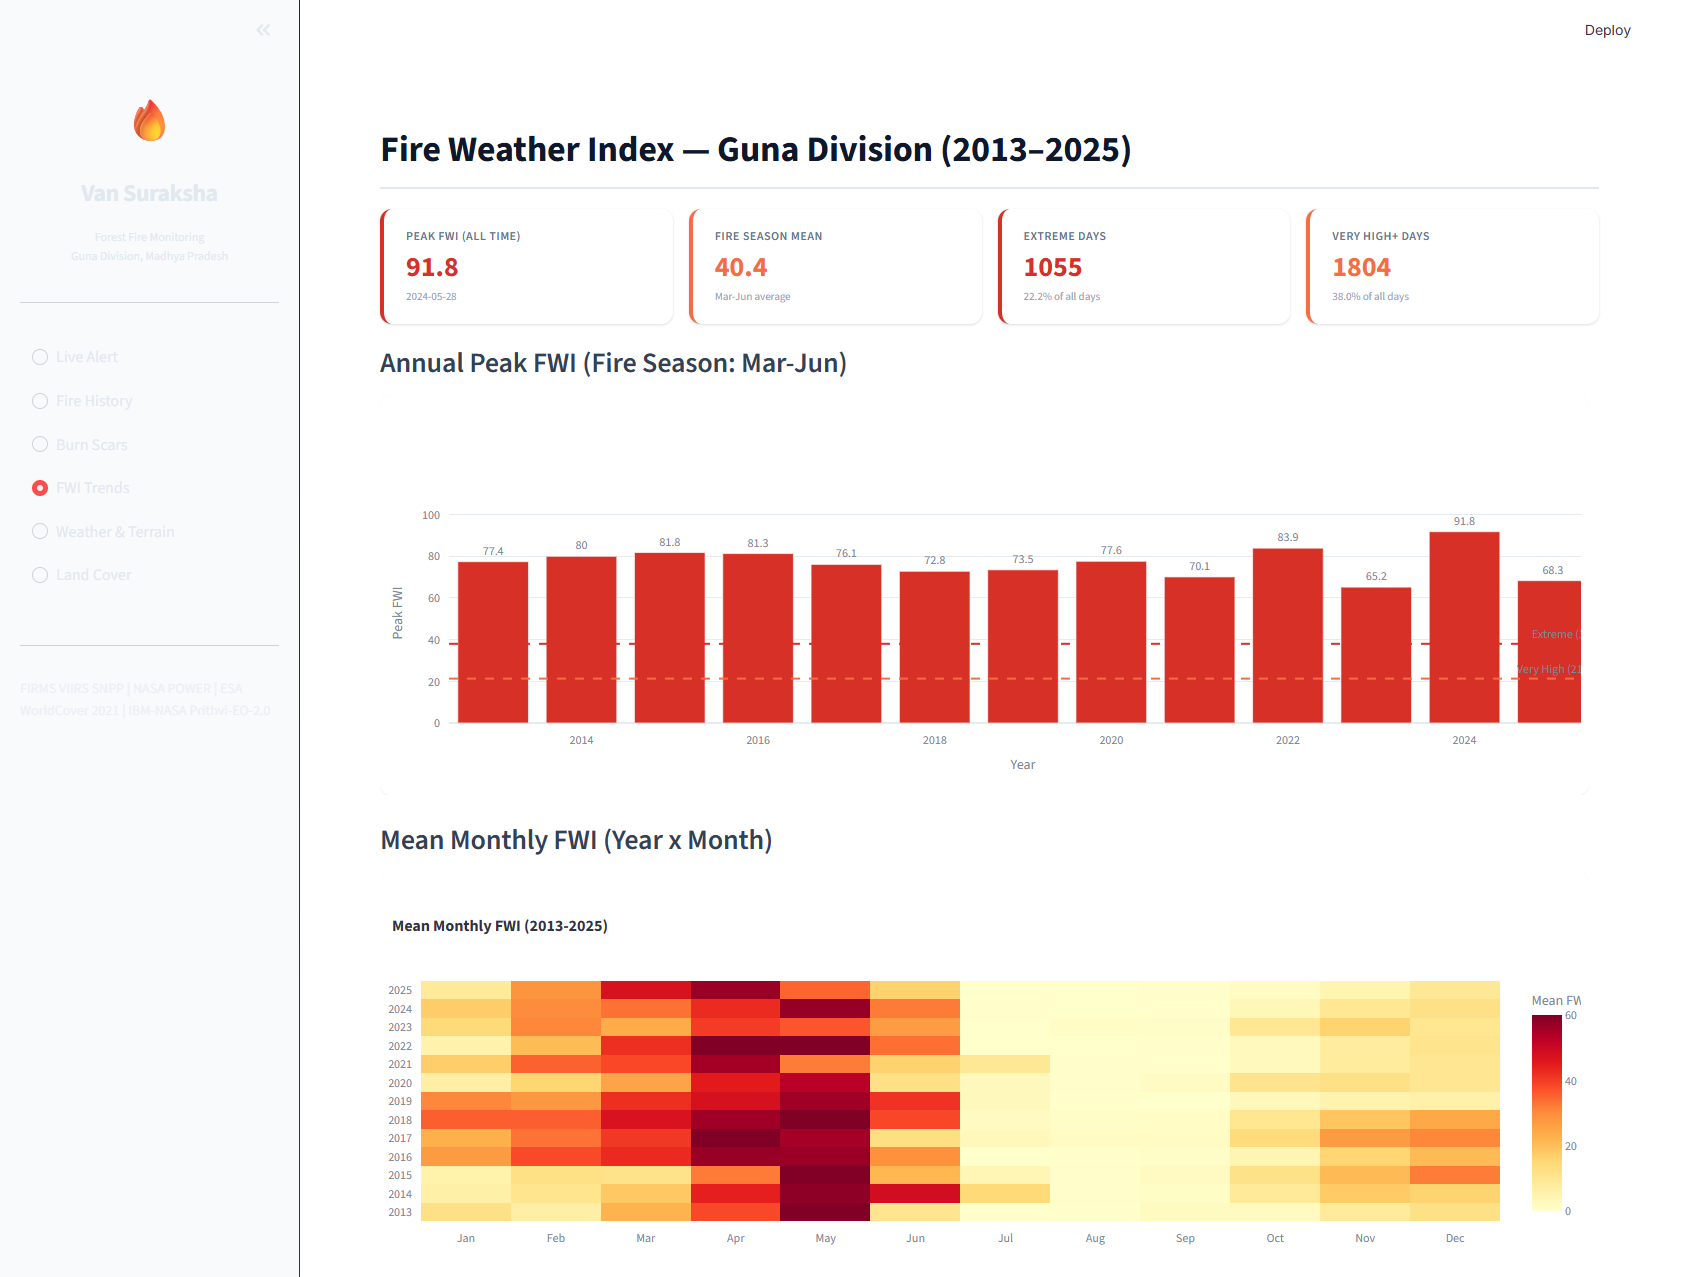 Deploy
Van Suraksha
Forest Fire Monitoring
Guna Division, Madhya Pradesh
Live Alert
Fire History
Burn Scars
FWI Trends
Weather & Terrain
Land Cover
FIRMS VIIRS SNPP | NASA POWER | ESA
WorldCover 2021 | IBM-NASA Prithvi-EO-2.0
Fire Weather Index — Guna Division (2013–2025)
PEAK FWI (ALL TIME)
91.8
2024-05-28
FIRE SEASON MEAN
40.4
Mar-Jun average
EXTREME DAYS
1055
22.2% of all days
VERY HIGH+ DAYS
1804
38.0% of all days
Annual Peak FWI (Fire Season: Mar-Jun)
Peak FWI
100
80
60
40
20
0
77.4
80
81.8
81.3
76.1
72.8
73.5
77.6
70.1
83.9
65.2
91.8
68.3
Extreme (
Very High (21
2014
2016
2018
2020
2022
2024
Year
Mean Monthly FWI (Year x Month)
Mean Monthly FWI (2013-2025)
2025
2024
2023
2022
2021
2020
2019
2018
2017
2016
2015
2014
2013
Jan
Feb
Mar
Apr
May
Jun
Jul
Aug
Sep
Oct
Nov
Dec
Mean FW
60
40
20
0